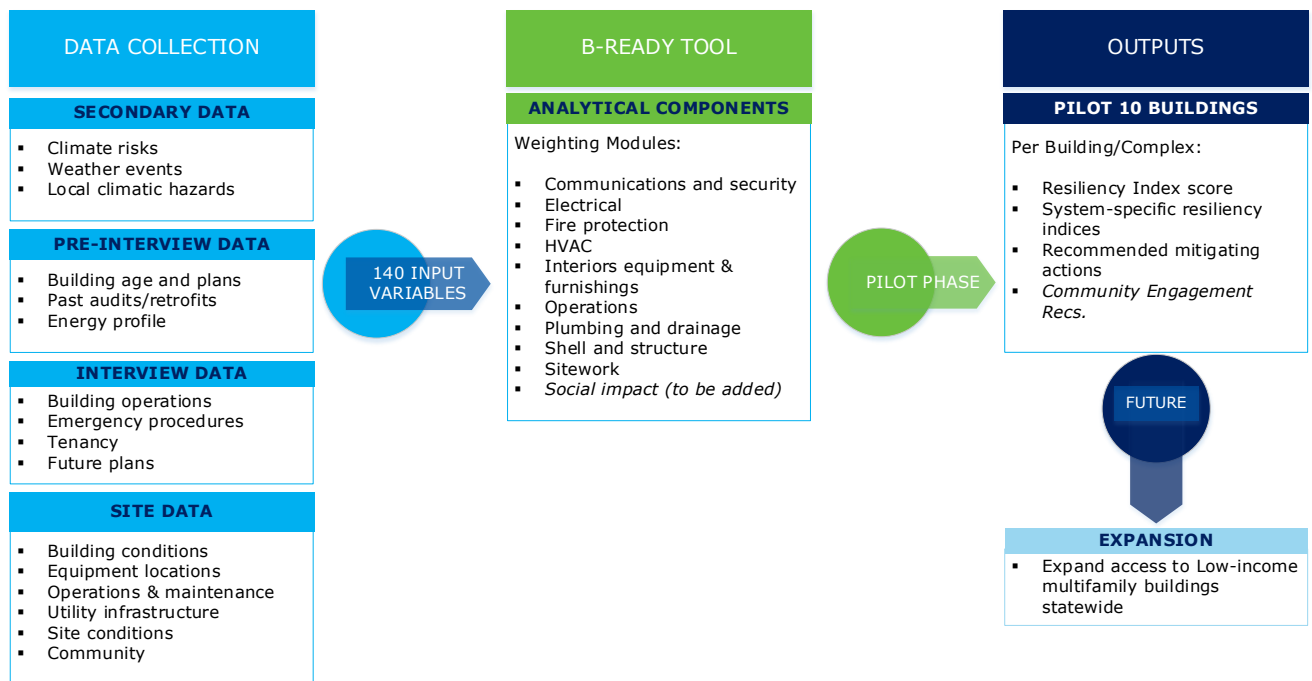 DATA COLLECTION
SECONDARY DATA
▪ Climate risks
▪ Weather events
▪ Local climatic hazards
PRE-INTERVIEW DATA
▪ Building age and plans
▪ Past audits/retrofits
▪ Energy profile
INTERVIEW DATA
▪ Building operations
▪ Emergency procedures
▪ Tenancy
▪ Future plans
SITE DATA
▪ Building conditions
▪ Equipment locations
▪ Operations & maintenance
▪ Utility infrastructure
▪ Site conditions
▪ Community
140 INPUT
VARIABLES
B-READY TOOL
ANALYTICAL COMPONENTS
Weighting Modules:
▪ Communications and security
▪ Electrical
▪ Fire protection
▪ HVAC
▪ Interiors equipment &
furnishings
▪ Operations
▪ Plumbing and drainage
▪ Shell and structure
▪ Sitework
▪ Social impact (to be added)
PILOT PHASE
OUTPUTS
PILOT 10 BUILDINGS
Per Building/Complex:
▪ Resiliency Index score
▪ System-specific resiliency
indices
▪ Recommended mitigating
actions
▪ Community Engagement
Recs.
FUTURE
EXPANSION
▪ Expand access to Low-income
multifamily buildings
statewide